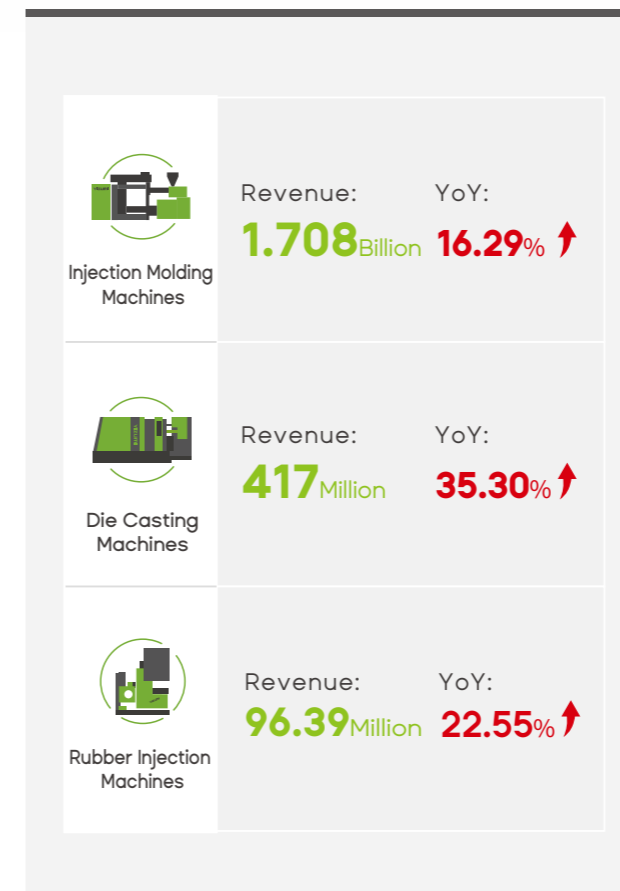 Injection Molding
Machines
Revenue: YoY:
1.708Billion 16.29%
Die Casting
Machines
Revenue: YoY:
417Million 35.30%
Rubber Injection
Machines
Revenue: YoY:
96.39Million 22.55%